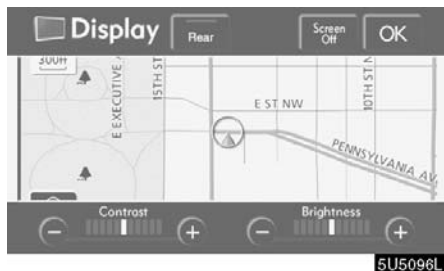 Display
Rear
Screen Off
OK
300ft
E EXECUTIVE
15TH ST
E ST NW
10TH ST N
PENNSYLVANIA AV.
Contrast
Brightness
5U5096L